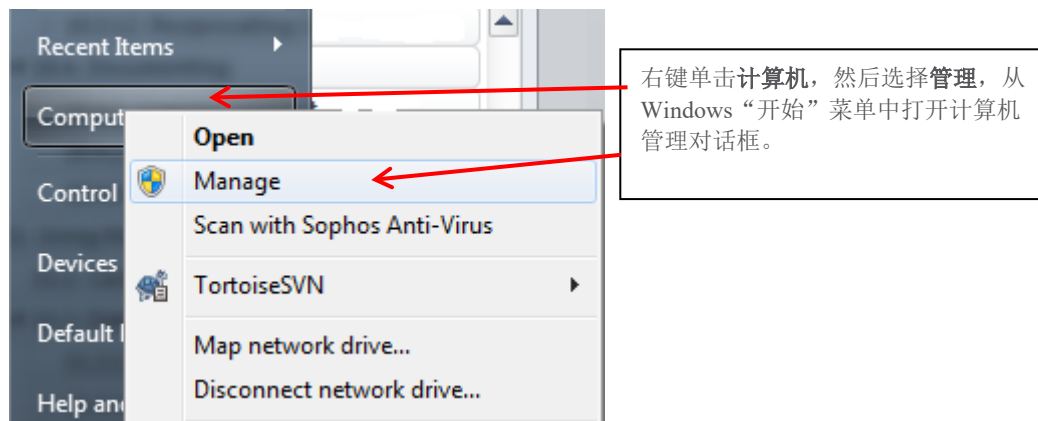 Recent Items
Comput
Control
Devices
Default
Help an
Open
Manage
Scan with Sophos Anti-Virus
TortoiseSVN
Map network drive...
Disconnect network drive...
右键单击计算机，然后选择管理，从
Windows“开始”菜单中打开计算机
管理对话框。